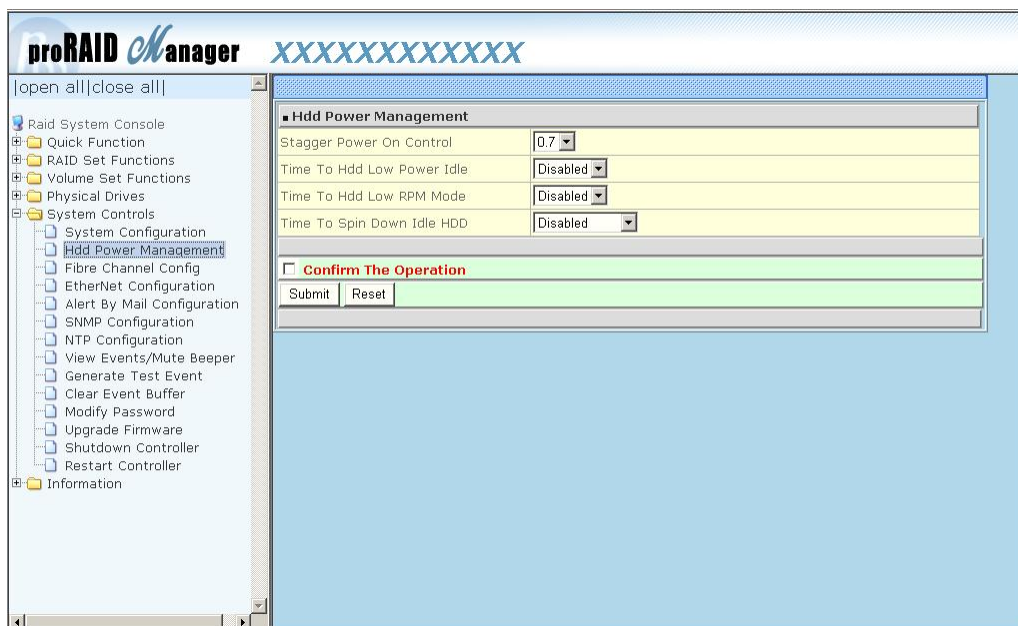 proRAID Manager XXXXXXXXXXXX
|open all|close all|
Raid System Console
Quick Function
RAID Set Functions
Volume Set Functions
Physical Drives
System Controls
System Configuration
Hdd Power Management
Fibre Channel Config
EtherNet Configuration
Alert By Mail Configuration
SNMP Configuration
NTP Configuration
View Events/Mute Beeper
Generate Test Event
Clear Event Buffer
Modify Password
Upgrade Firmware
Shutdown Controller
Restart Controller
Information
Hdd Power Management
Stagger Power On Control 0.7
Time To Hdd Low Power Idle Disabled
Time To Hdd Low RPM Mode Disabled
Time To Spin Down Idle HDD Disabled
Confirm The Operation
Submit Reset